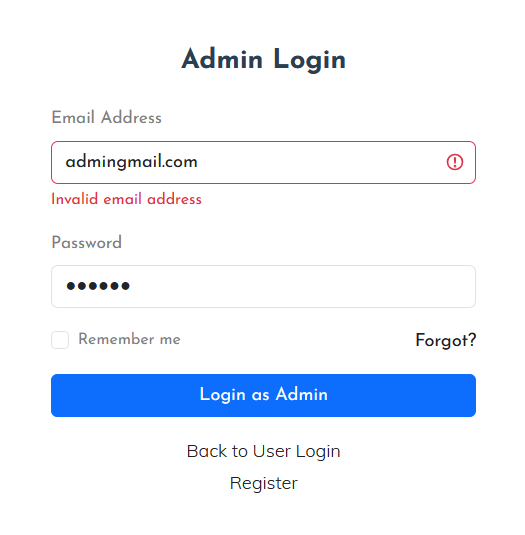 Admin Login
Email Address
admingmail.com
Invalid email address
Password
••••••
Remember me
Forgot?
Login as Admin
Back to User Login
Register